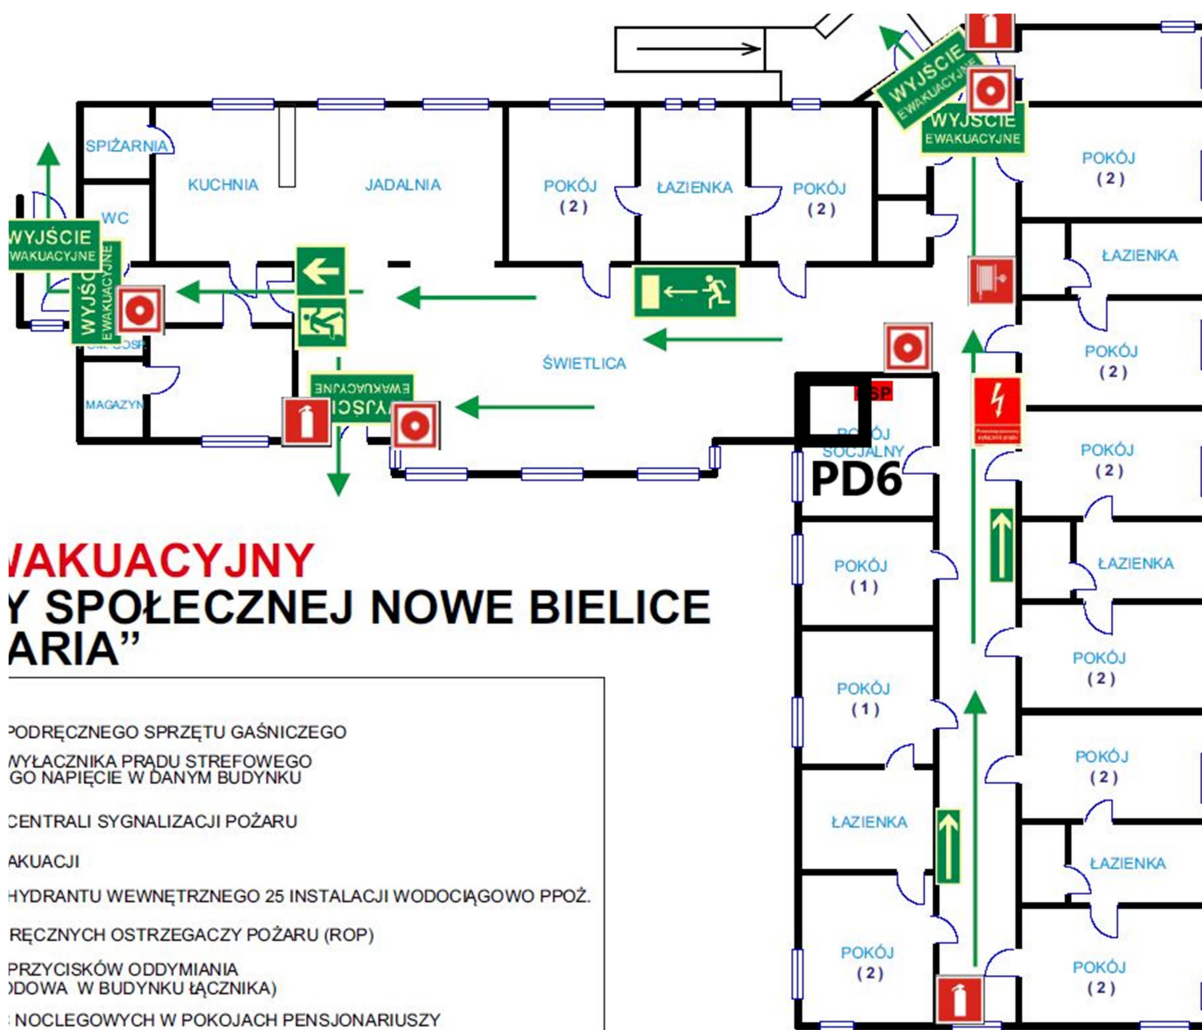 WYJŚCIE
EWAKUACYJNE
WYJŚCIE
EWAKUACYJNE
SPIŻARNIA
KUCHNIA
JADALNIA
POKÓJ
(2)
ŁAZIENKA
POKÓJ
(2)
POKÓJ
(2)
WC
WYJŚCIE
WAKUACYJNE
WYJŚC
EWAKUACYJNE
ŁAZIENKA
ŚWIETLICA
POKÓJ
(2)
MAGAZYN
WYJŚCI
EWAKUACYJNE
SP
SOCJALNY
PD6
POKÓJ
(2)
POKÓJ
(1)
ŁAZIENKA
POKÓJ
(1)
POKÓJ
(2)
ŁAZIENKA
POKÓJ
(2)
ŁAZIENKA
POKÓJ
(2)
POKÓJ
(2)
WAKUACYJNY
Y SPOŁECZNEJ NOWE BIELICE
ARIA”
PODRĘCZNEGO SPRZĘTU GAŚNICZEGO
WYŁACZNIKA PRĄDU STREFOWEGO
GO NAPIĘCIE W DANYM BUDYNKU
CENTRALI SYGNALIZACJI POŻARU
AKUACJI
HYDRANTU WEWNĘTRZNEGO 25 INSTALACJI WODOCIĄGOWO PPOŻ.
RĘCZNYCH OSTRZEGACZY POŻARU (ROP)
PRZYCISKÓW ODDYMIANIA
DOWA W BUDYNKU ŁĄCZNIKA)
NOCLEGOWYCH W POKOJACH PENSJONARIUSZY